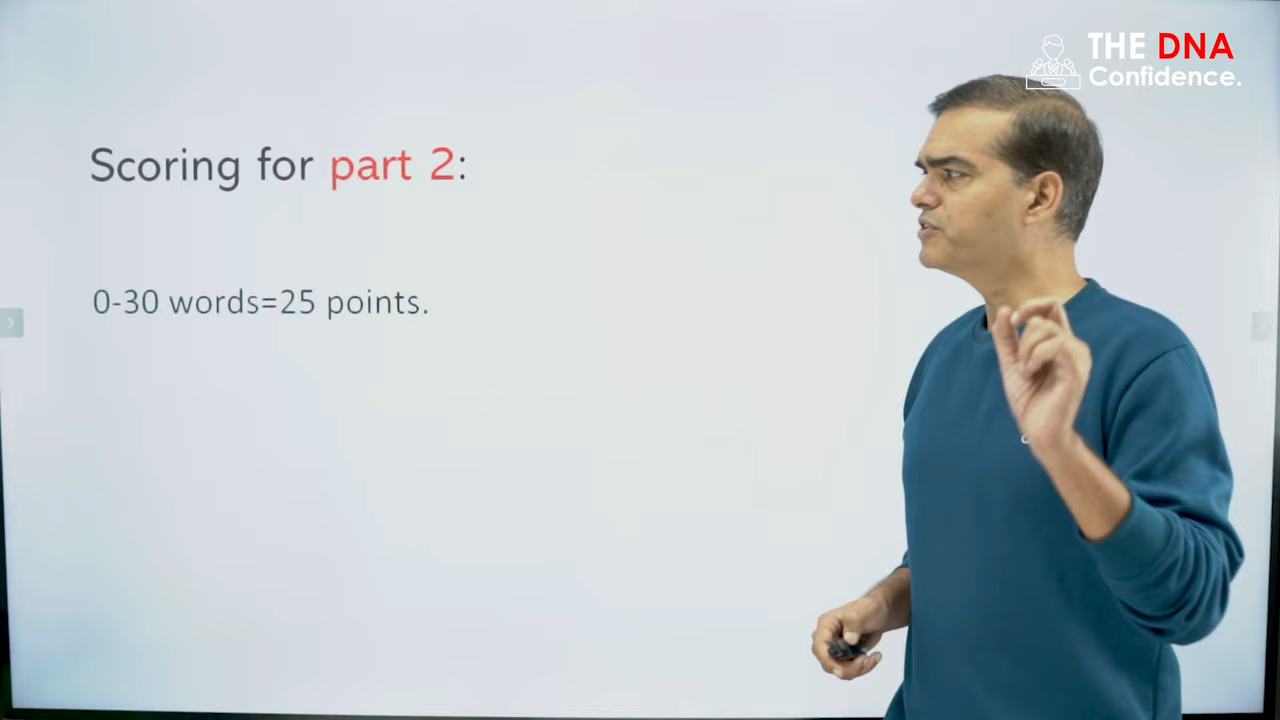 THE DNA
Confidence.
Scoring for part 2:
0-30 words=25 points.